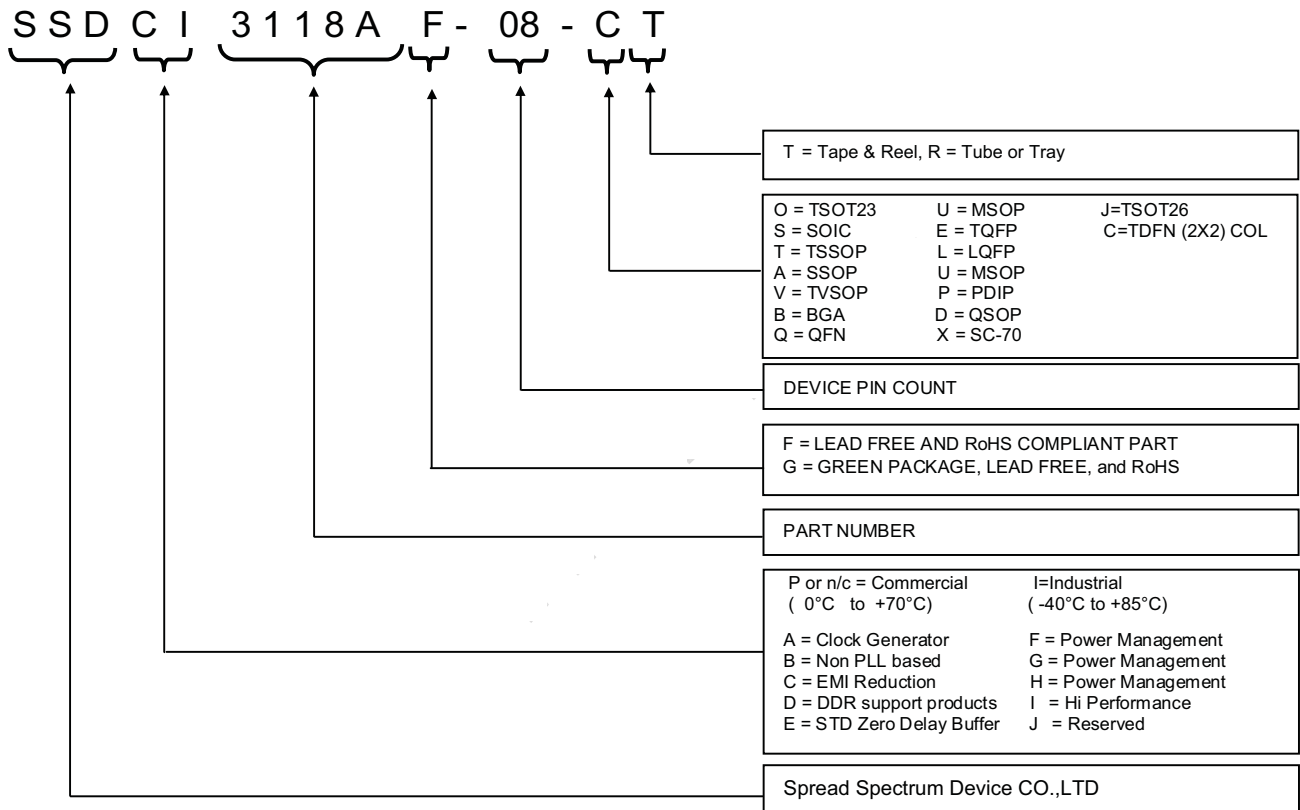 SSD CI 3118A F - 08 - C T
T = Tape & Reel, R = Tube or Tray
O = TSOT23 U = MSOP J=TSOT26
S = SOIC E = TQFP C=TDFN (2X2) COL
T = TSSOP L = LQFP
A = SSOP U = MSOP
V = TVSOP P = PDIP
B = BGA D = QSOP
Q = QFN X = SC-70
DEVICE PIN COUNT
F = LEAD FREE AND RoHS COMPLIANT PART
G = GREEN PACKAGE, LEAD FREE, and RoHS
PART NUMBER
P or n/c = Commercial I=Industrial
( 0°C to +70°C) ( -40°C to +85°C)
A = Clock Generator F = Power Management
B = Non PLL based G = Power Management
C = EMI Reduction H = Power Management
D = DDR support products I = Hi Performance
E = STD Zero Delay Buffer J = Reserved
Spread Spectrum Device CO.,LTD